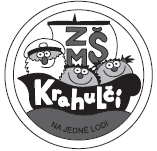 ZŠ
MŠ
Krahulčí
NA JEDNÉ LODI